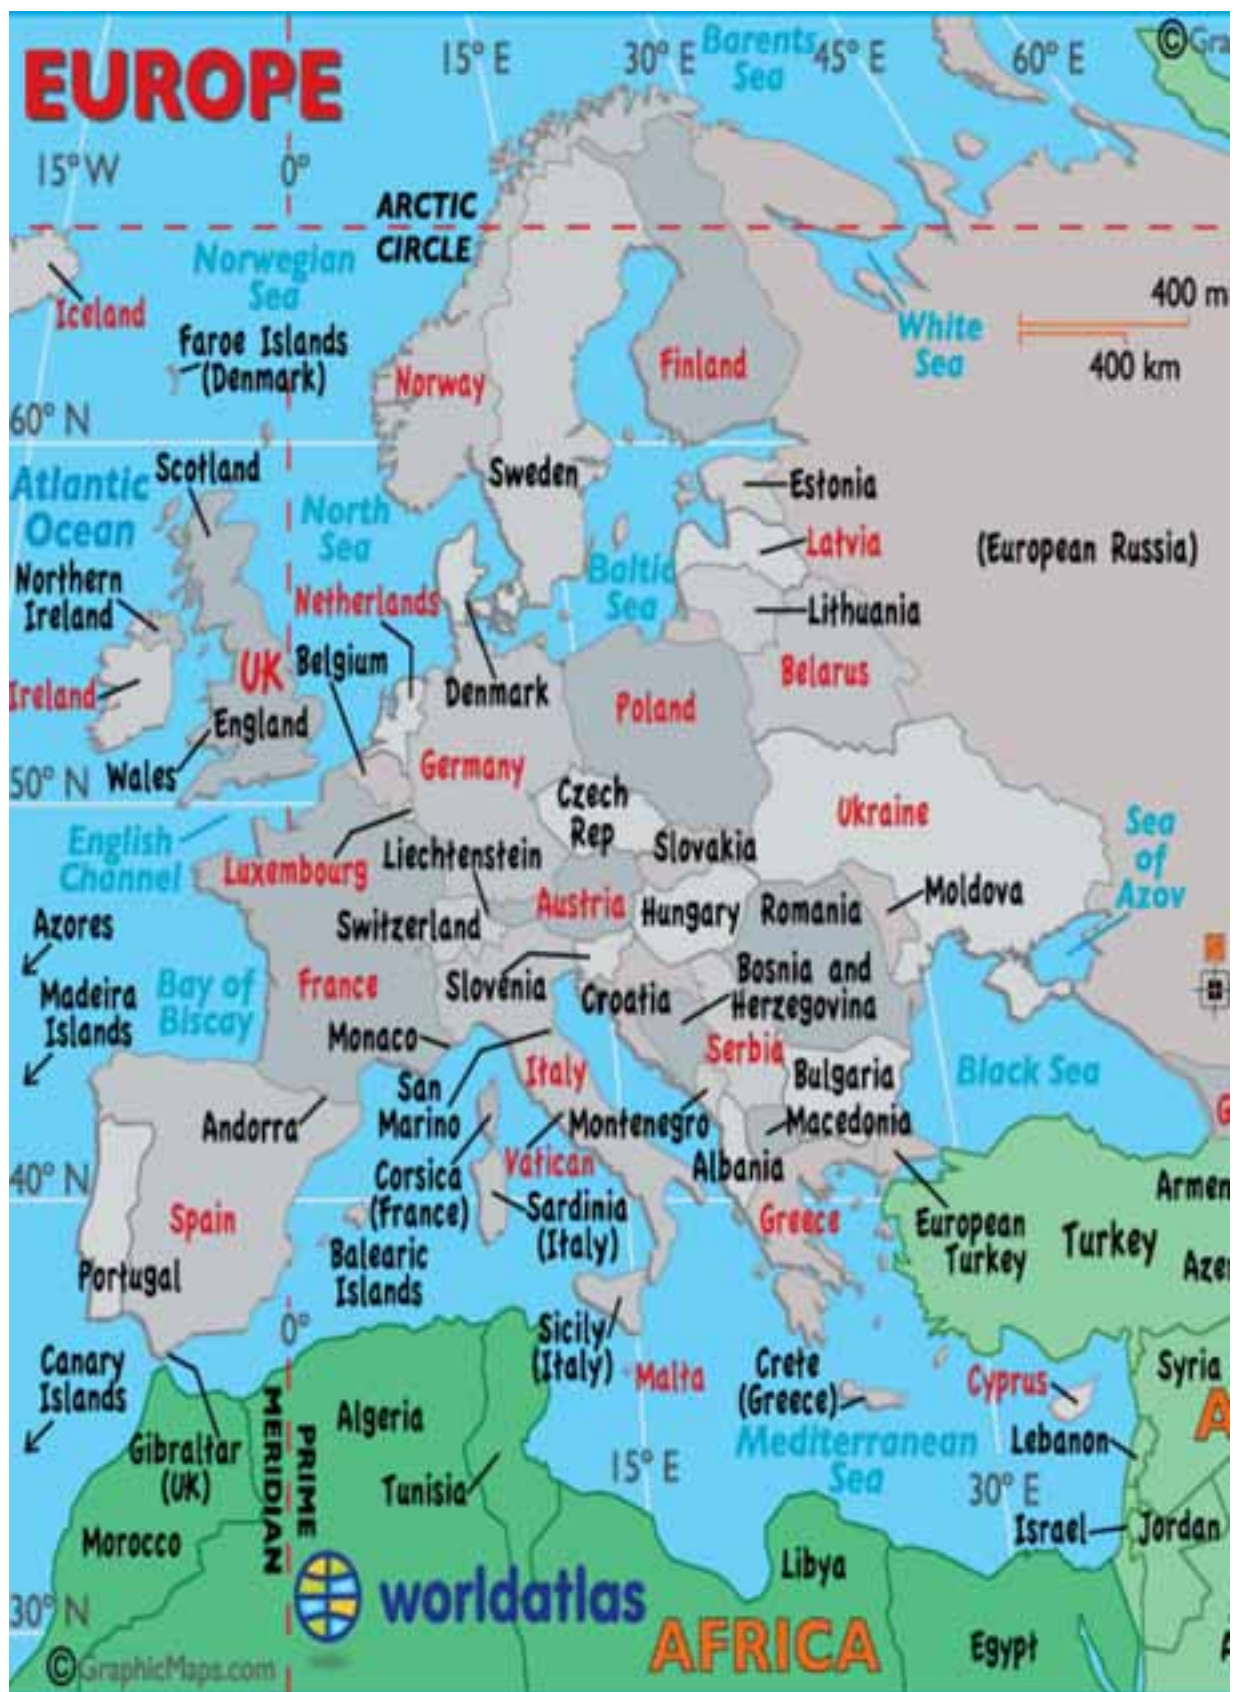 EUROPE
15° W
0°
15° E
30° E
Barents
Sea
45° E
60° E
©Gra
ARCTIC
CIRCLE
Norwegian
Sea
Iceland
Faroe Islands
(Denmark)
Norway
Finland
White
Sea
400 m
400 km
60° N
Scotland
Atlantic
Ocean
North
Sea
Sweden
Estonia
Latvia
(European Russia)
Northern
Ireland
Netherlands
Baltic
Sea
Lithuania
Ireland
UK
Belgium
Denmark
Belarus
Poland
England
Wales
50° N
Germany
Czech
Rep
Ukraine
Slovakia
English
Channel
Luxembourg
Liechtenstein
Sea
of
Azov
Austria
Hungary
Romania
Moldova
Azores
Switzerland
Madeira
Islands
Bay of
Biscay
France
Slovenia
Croatia
Bosnia and
Herzegovina
N
Monaco
Italy
Serbia
Bulgaria
Black Sea
San
Marino
Andorra
Montenegro
Macedonia
G
40° N
Corsica
(France)
Vatican
Albania
Armen
Spain
Sardinia
(Italy)
Greece
European
Turkey
Turkey
Azer
Portugal
Balearic
Islands
0°
Sicily
(Italy)
Malta
Crete
(Greece)
Cyprus
Syria
Canary
Islands
MERIDIAN
PRIME
Algeria
Gibraltar
(UK)
Mediterranean
Sea
Lebanon
A
15° E
30° E
Tunisia
Morocco
Israel
Jordan
Libya
30° N
worldatlas
AFRICA
Egypt
©GraphicMaps.com